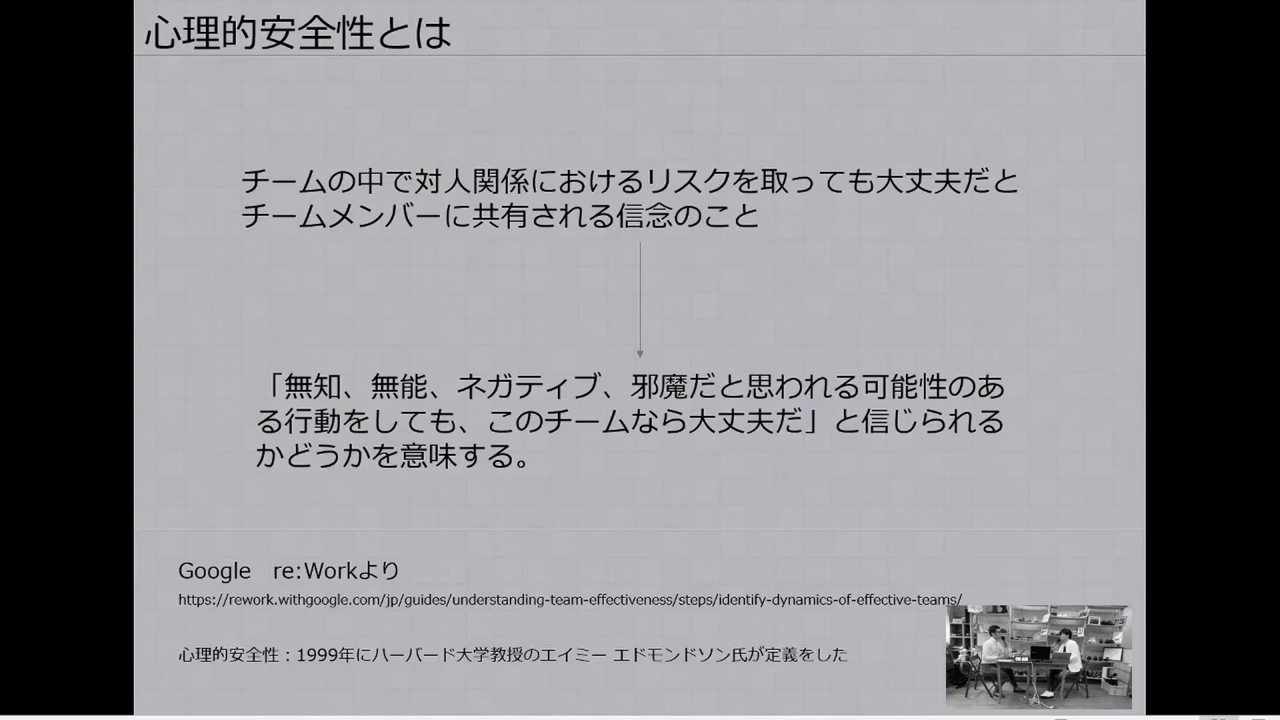 心理的安全性とは
チームの中で対人関係におけるリスクを取っても大丈夫だと
チームメンバーに共有される信念のこと
「無知、無能、ネガティブ、邪魔だと思われる可能性のあ
る行動をしても、このチームなら大丈夫だ」と信じられる
かどうかを意味する。
Google　re:Workより
https://rework.withgoogle.com/jp/guides/understanding-team-effectiveness/steps/identify-dynamics-of-effective-teams/
心理的安全性：1999年にハーバード大学教授のエイミー エドモンドソン氏が定義をした